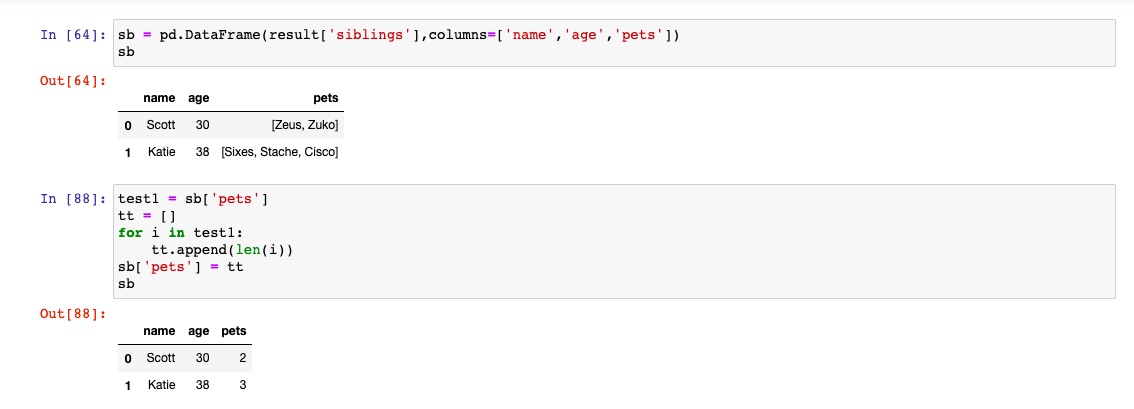 In [64]: sb = pd.DataFrame(result['siblings'],columns=['name','age','pets'])
sb
Out[64]:
name age pets
0 Scott 30 [Zeus, Zuko]
1 Katie 38 [Sixes, Stache, Cisco]
In [88]: test1 = sb['pets']
tt = []
for i in test1:
    tt.append(len(i))
sb['pets'] = tt
sb
Out[88]:
name age pets
0 Scott 30 2
1 Katie 38 3